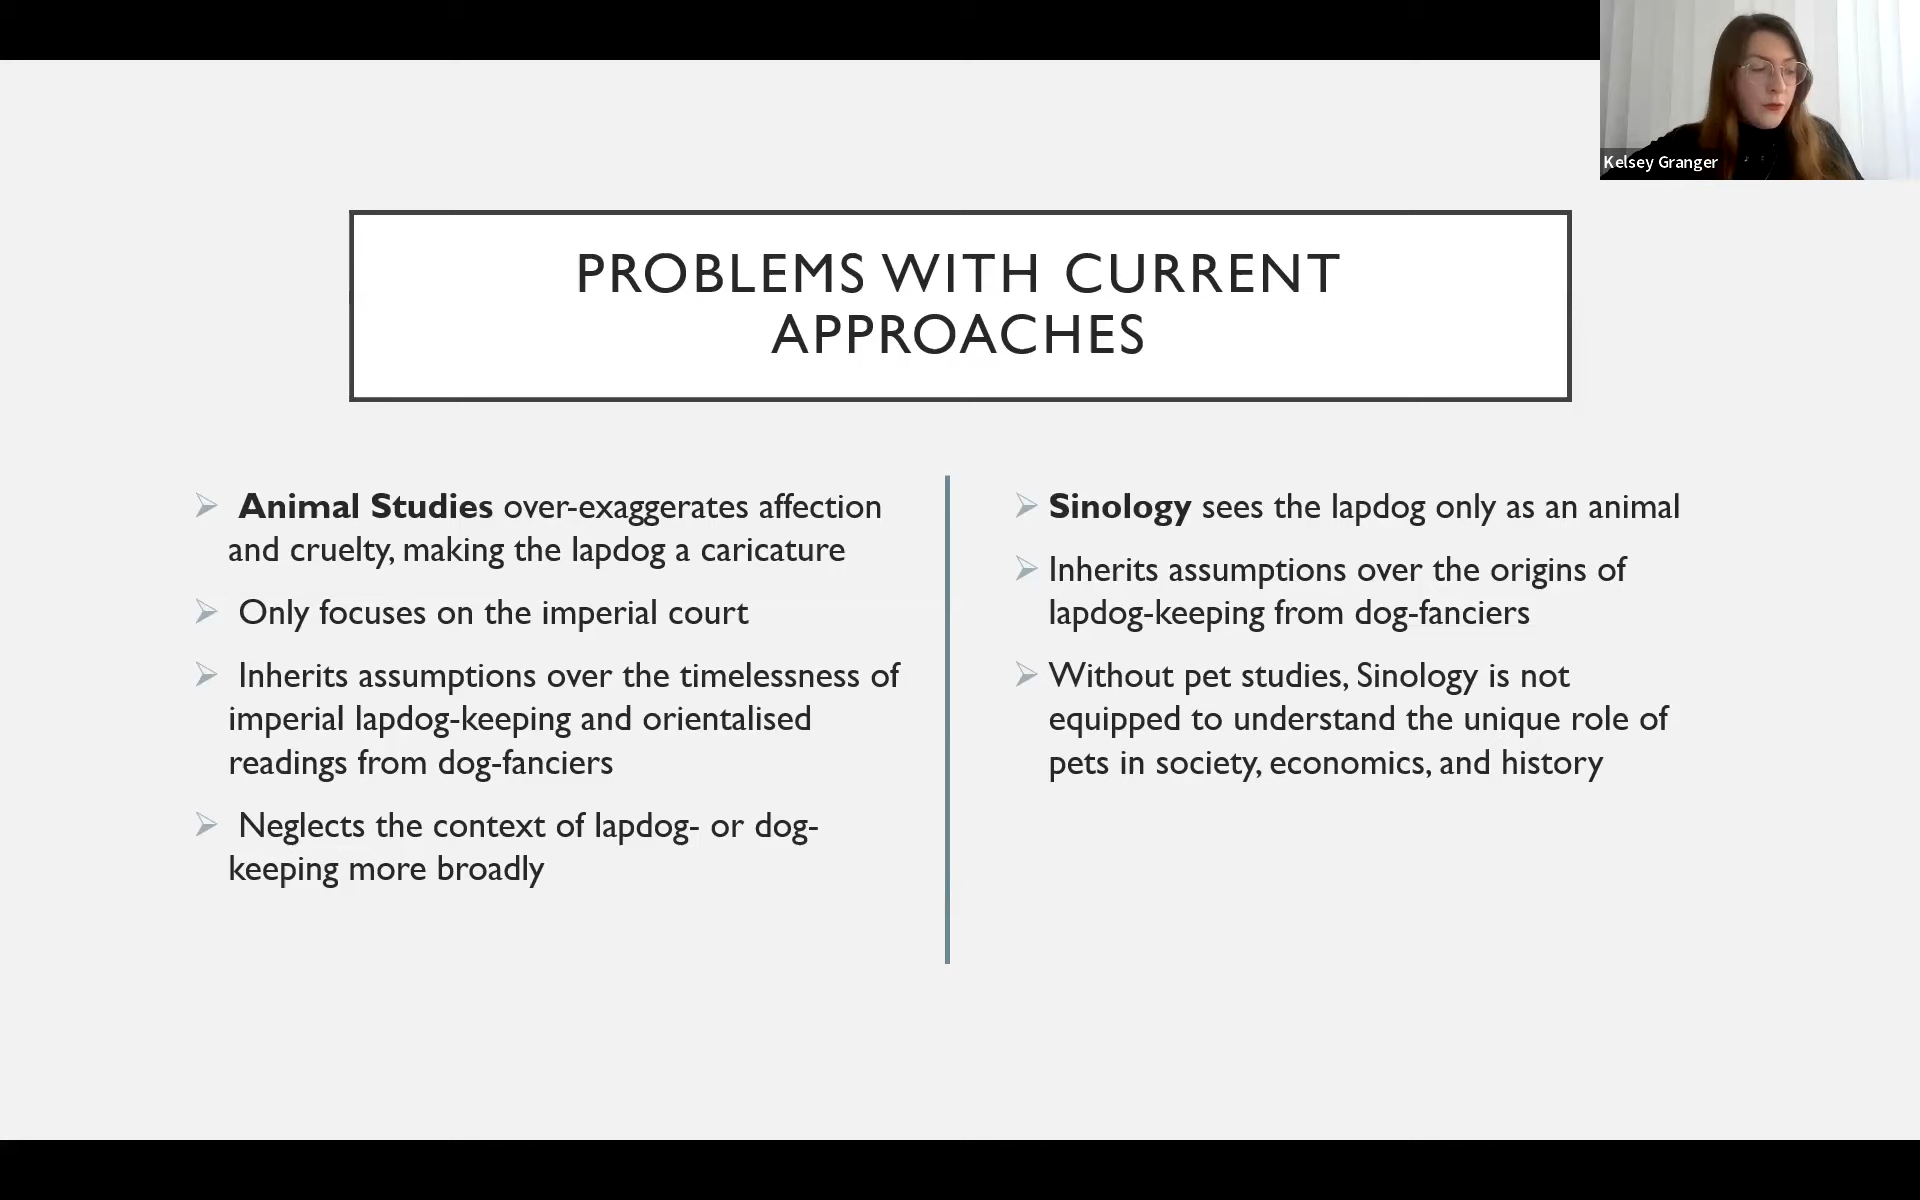 Kelsey Granger
PROBLEMS WITH CURRENT
APPROACHES
Animal Studies over-exaggerates affection
and cruelty, making the lapdog a caricature
Only focuses on the imperial court
Inherits assumptions over the timelessness of
imperial lapdog-keeping and orientalised
readings from dog-fanciers
Neglects the context of lapdog- or dog-
keeping more broadly
Sinology sees the lapdog only as an animal
Inherits assumptions over the origins of
lapdog-keeping from dog-fanciers
Without pet studies, Sinology is not
equipped to understand the unique role of
pets in society, economics, and history